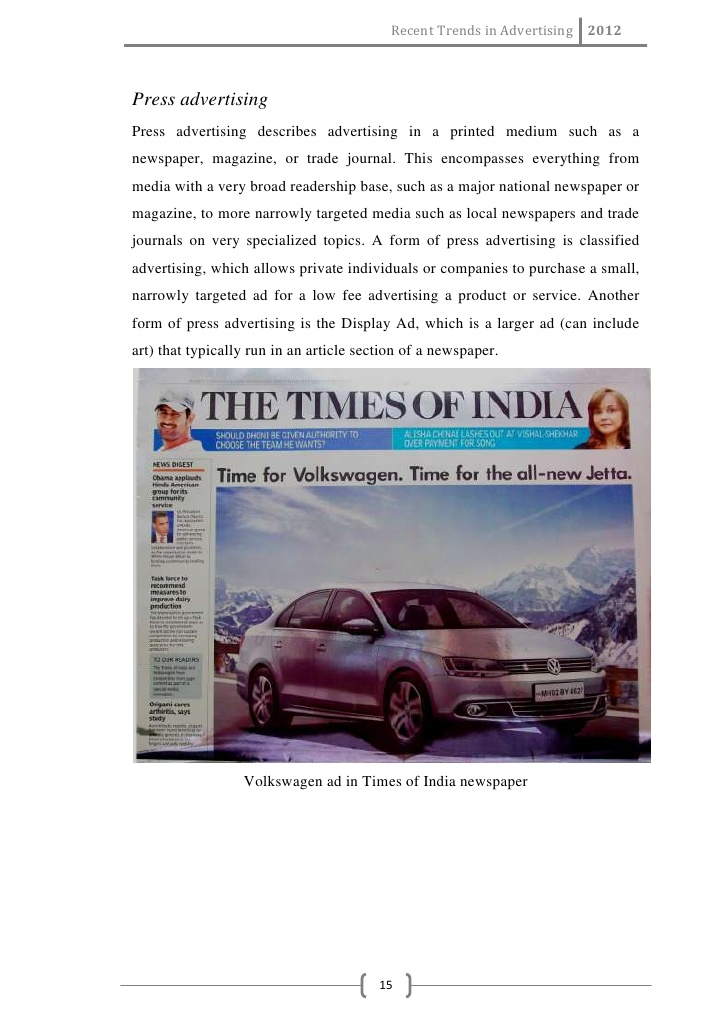 Recent Trends in Advertising 2012
Press advertising
Press advertising describes advertising in a printed medium such as a
newspaper, magazine, or trade journal. This encompasses everything from
media with a very broad readership base, such as a major national newspaper or
magazine, to more narrowly targeted media such as local newspapers and trade
journals on very specialized topics. A form of press advertising is classified
advertising, which allows private individuals or companies to purchase a small,
narrowly targeted ad for a low fee advertising a product or service. Another
form of press advertising is the Display Ad, which is a larger ad (can include
art) that typically run in an article section of a newspaper.
THE TIMES OF INDIA
SHOULD DHONI BE GIVEN AUTHORITY TO
CHOOSE THE TEAM HE WANTS?
ALISHA CHINAI LASHES OUT AT VISHAL-SHEKHAR
OVER PAYMENT FOR SONG
NEWS DIGEST
Obama applauds
Hindu American
group for its
community
service
Task force to
recommend
measures to
improve dairy
production
TO OUR READERS
Origami cures
arthritis, says
study
Time for Volkswagen. Time for the all-new Jetta.
MH02 BY 4627
Volkswagen ad in Times of India newspaper
15